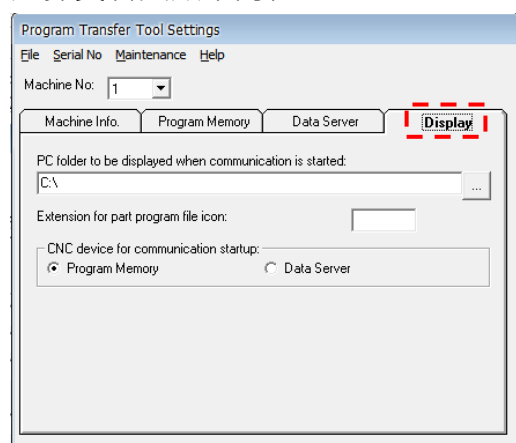 Program Transfer Tool Settings
File Serial No Maintenance Help
Machine No: 1
Machine Info. Program Memory Data Server Display
PC folder to be displayed when communication is started:
C:\
...
Extension for part program file icon:
CNC device for communication startup:
Program Memory Data Server